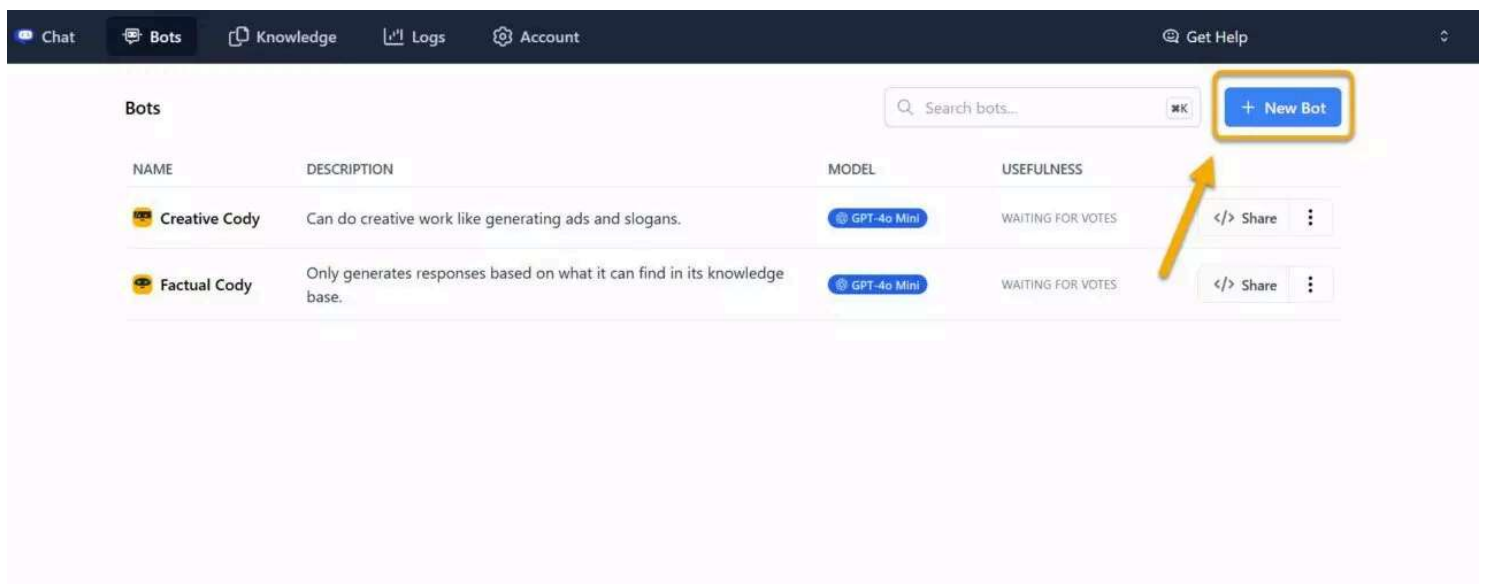 Chat Bots Knowledge Logs Account Get Help
Bots Search bots... ⌘K + New Bot
NAME DESCRIPTION MODEL USEFULNESS
Creative Cody Can do creative work like generating ads and slogans. GPT-4o Mini WAITING FOR VOTES </> Share
Factual Cody Only generates responses based on what it can find in its knowledge
base. GPT-4o Mini WAITING FOR VOTES </> Share